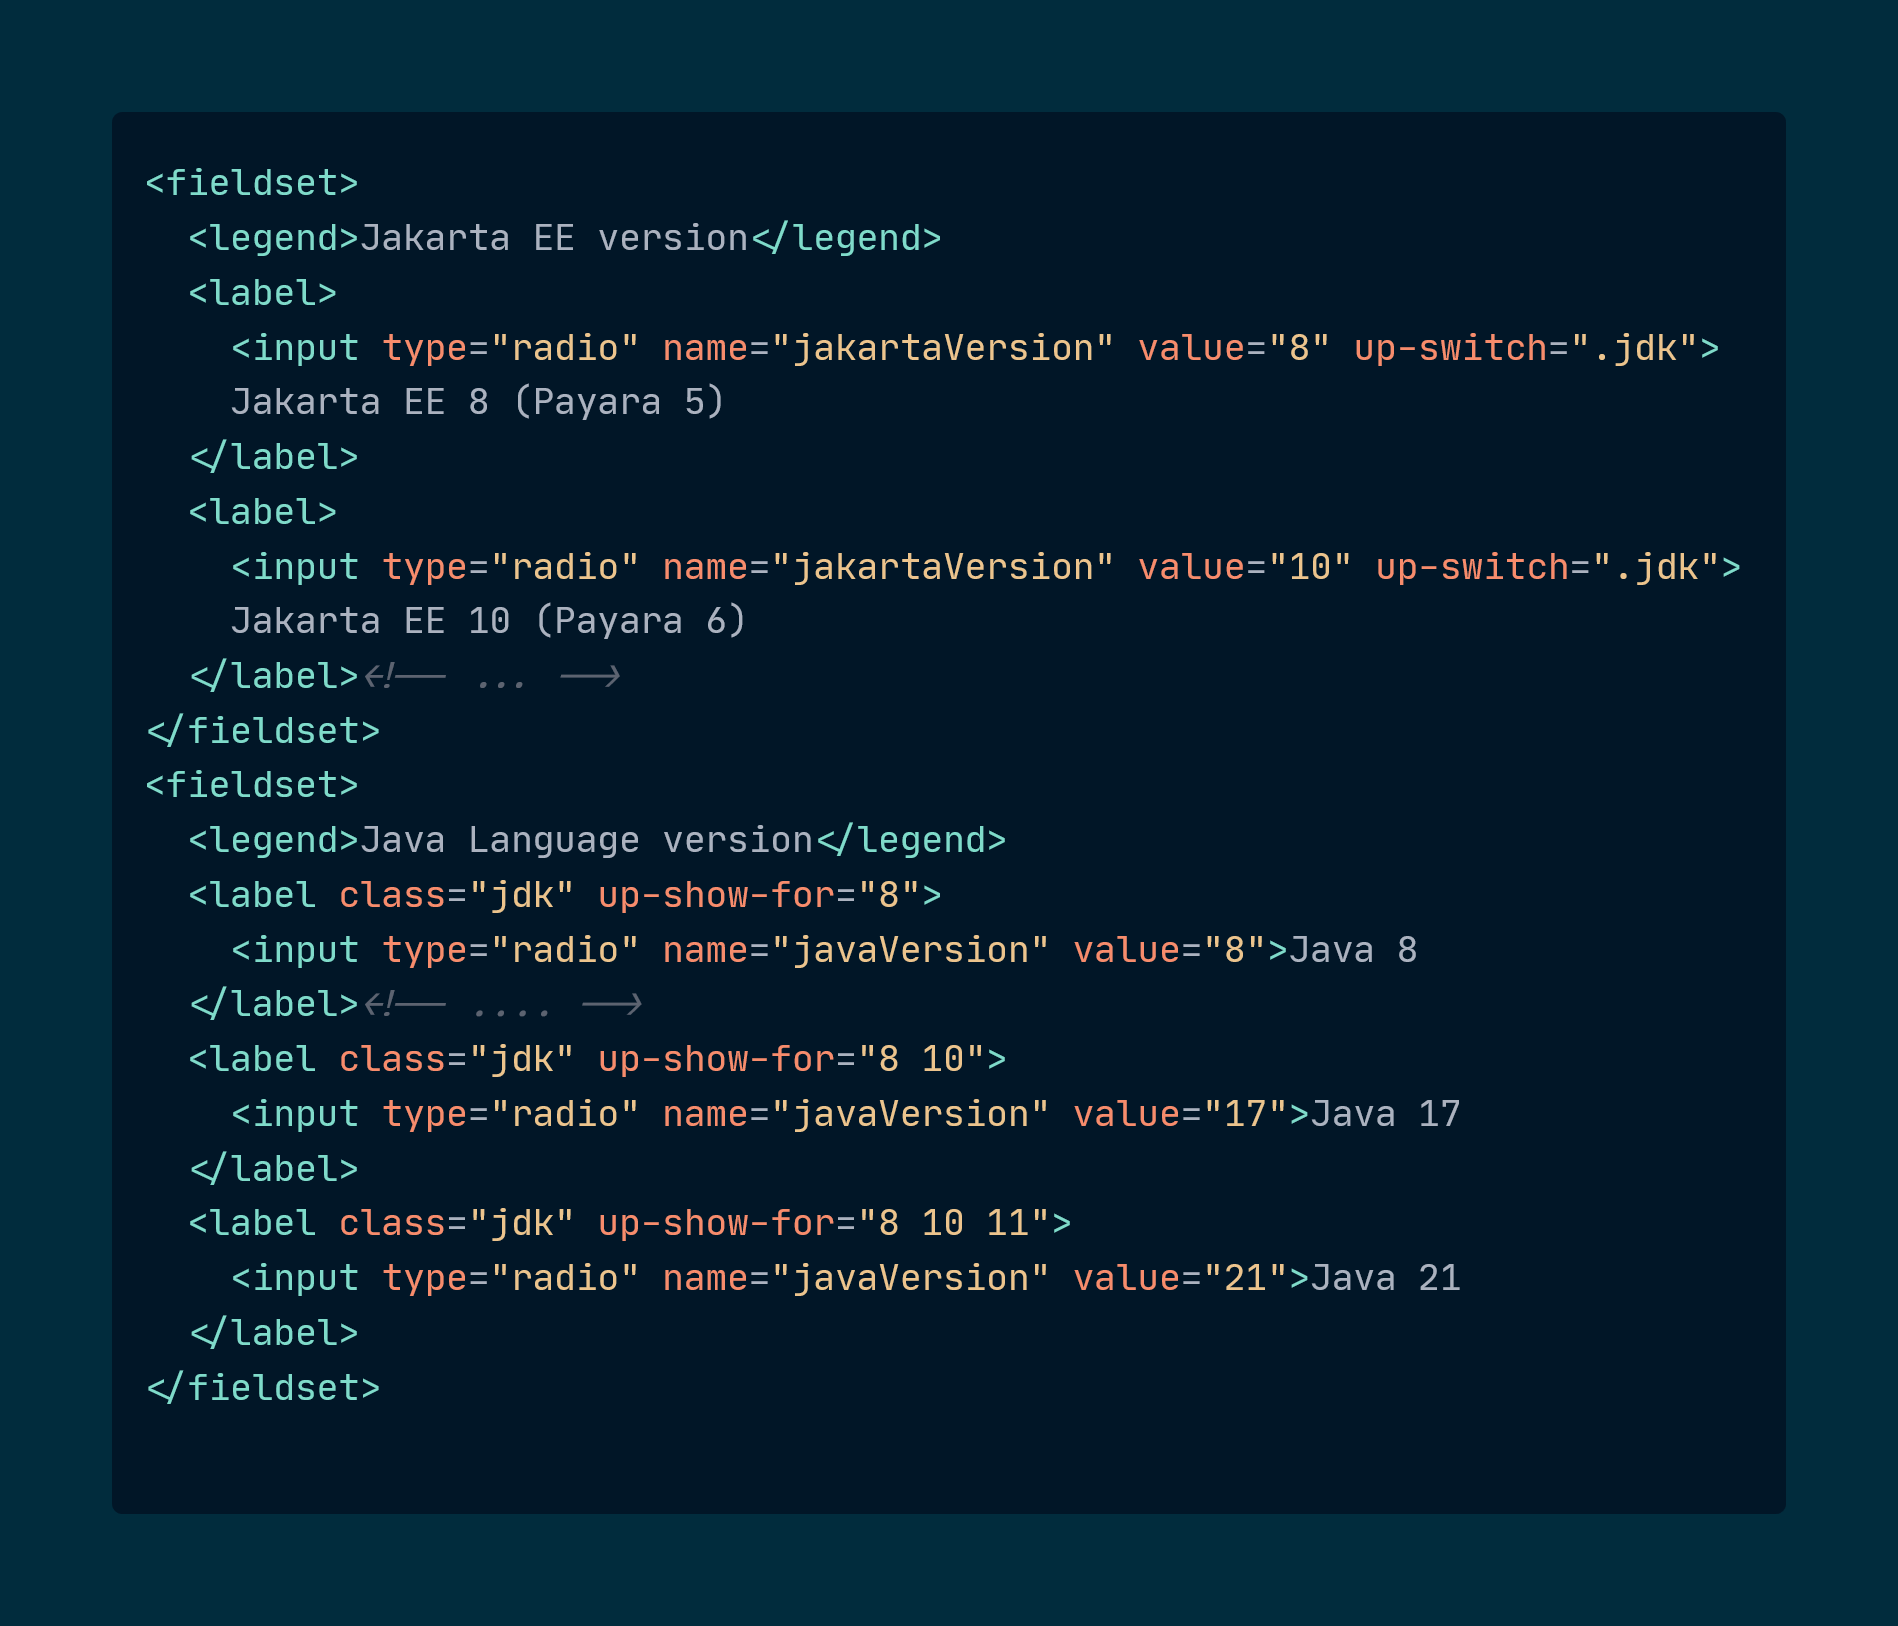 <fieldset>
  <legend>Jakarta EE version</legend>
  <label>
    <input type="radio" name="jakartaVersion" value="8" up-switch=".jdk">
    Jakarta EE 8 (Payara 5)
  </label>
  <label>
    <input type="radio" name="jakartaVersion" value="10" up-switch=".jdk">
    Jakarta EE 10 (Payara 6)
  </label><!-- ... -->
</fieldset>
<fieldset>
  <legend>Java Language version</legend>
  <label class="jdk" up-show-for="8">
    <input type="radio" name="javaVersion" value="8">Java 8
  </label><!-- .... -->
  <label class="jdk" up-show-for="8 10">
    <input type="radio" name="javaVersion" value="17">Java 17
  </label>
  <label class="jdk" up-show-for="8 10 11">
    <input type="radio" name="javaVersion" value="21">Java 21
  </label>
</fieldset>